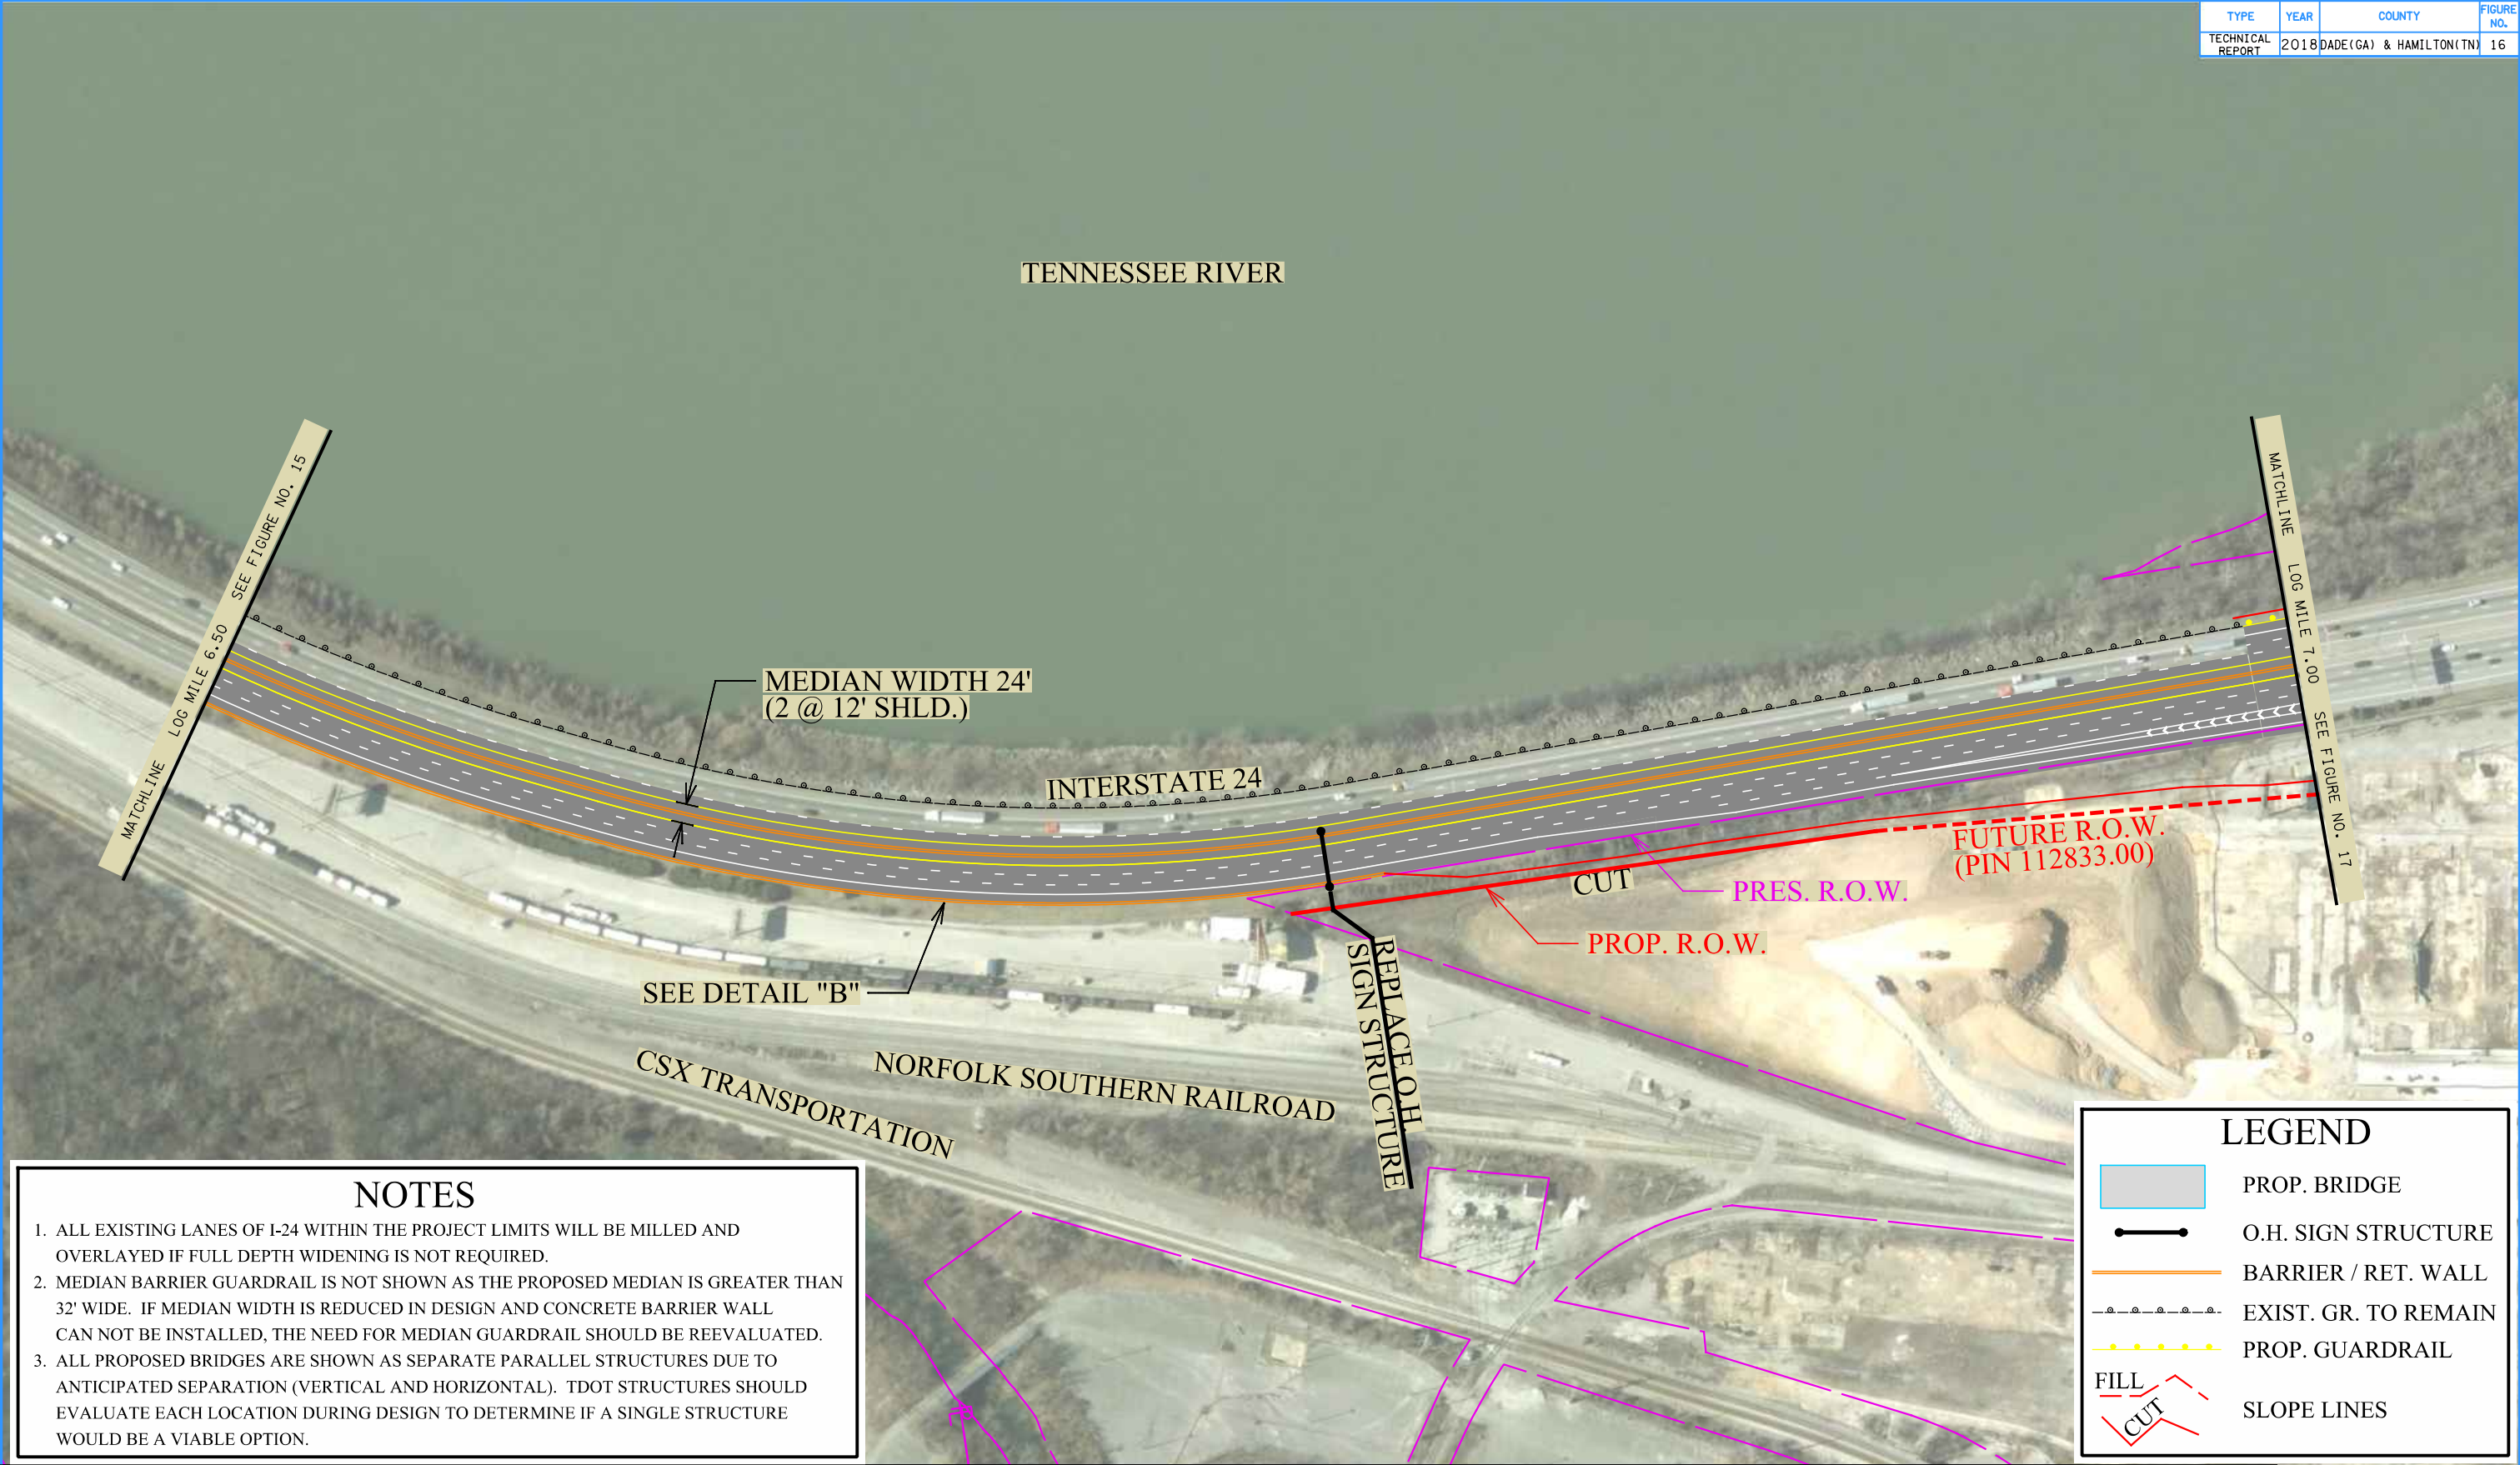 TYPE YEAR COUNTY FIGURE NO.
TECHNICAL REPORT 2018 DADE(GA) & HAMILTON(TN) 16
TENNESSEE RIVER
MATCHLINE LOG MILE 6.50 SEE FIGURE NO. 15
MATCHLINE LOG MILE 7.00 SEE FIGURE NO. 17
MEDIAN WIDTH 24'
(2 @ 12' SHLD.)
INTERSTATE 24
FUTURE R.O.W.
(PIN 112833.00)
CUT
PRES. R.O.W.
PROP. R.O.W.
SEE DETAIL "B"
REPLACE O.H.
SIGN STRUCTURE
NORFOLK SOUTHERN RAILROAD
CSX TRANSPORTATION
NOTES
1. ALL EXISTING LANES OF I-24 WITHIN THE PROJECT LIMITS WILL BE MILLED AND
OVERLAYED IF FULL DEPTH WIDENING IS NOT REQUIRED.
2. MEDIAN BARRIER GUARDRAIL IS NOT SHOWN AS THE PROPOSED MEDIAN IS GREATER THAN
32' WIDE. IF MEDIAN WIDTH IS REDUCED IN DESIGN AND CONCRETE BARRIER WALL
CAN NOT BE INSTALLED, THE NEED FOR MEDIAN GUARDRAIL SHOULD BE REEVALUATED.
3. ALL PROPOSED BRIDGES ARE SHOWN AS SEPARATE PARALLEL STRUCTURES DUE TO
ANTICIPATED SEPARATION (VERTICAL AND HORIZONTAL). TDOT STRUCTURES SHOULD
EVALUATE EACH LOCATION DURING DESIGN TO DETERMINE IF A SINGLE STRUCTURE
WOULD BE A VIABLE OPTION.
LEGEND
PROP. BRIDGE
O.H. SIGN STRUCTURE
BARRIER / RET. WALL
EXIST. GR. TO REMAIN
PROP. GUARDRAIL
FILL
CUT
SLOPE LINES